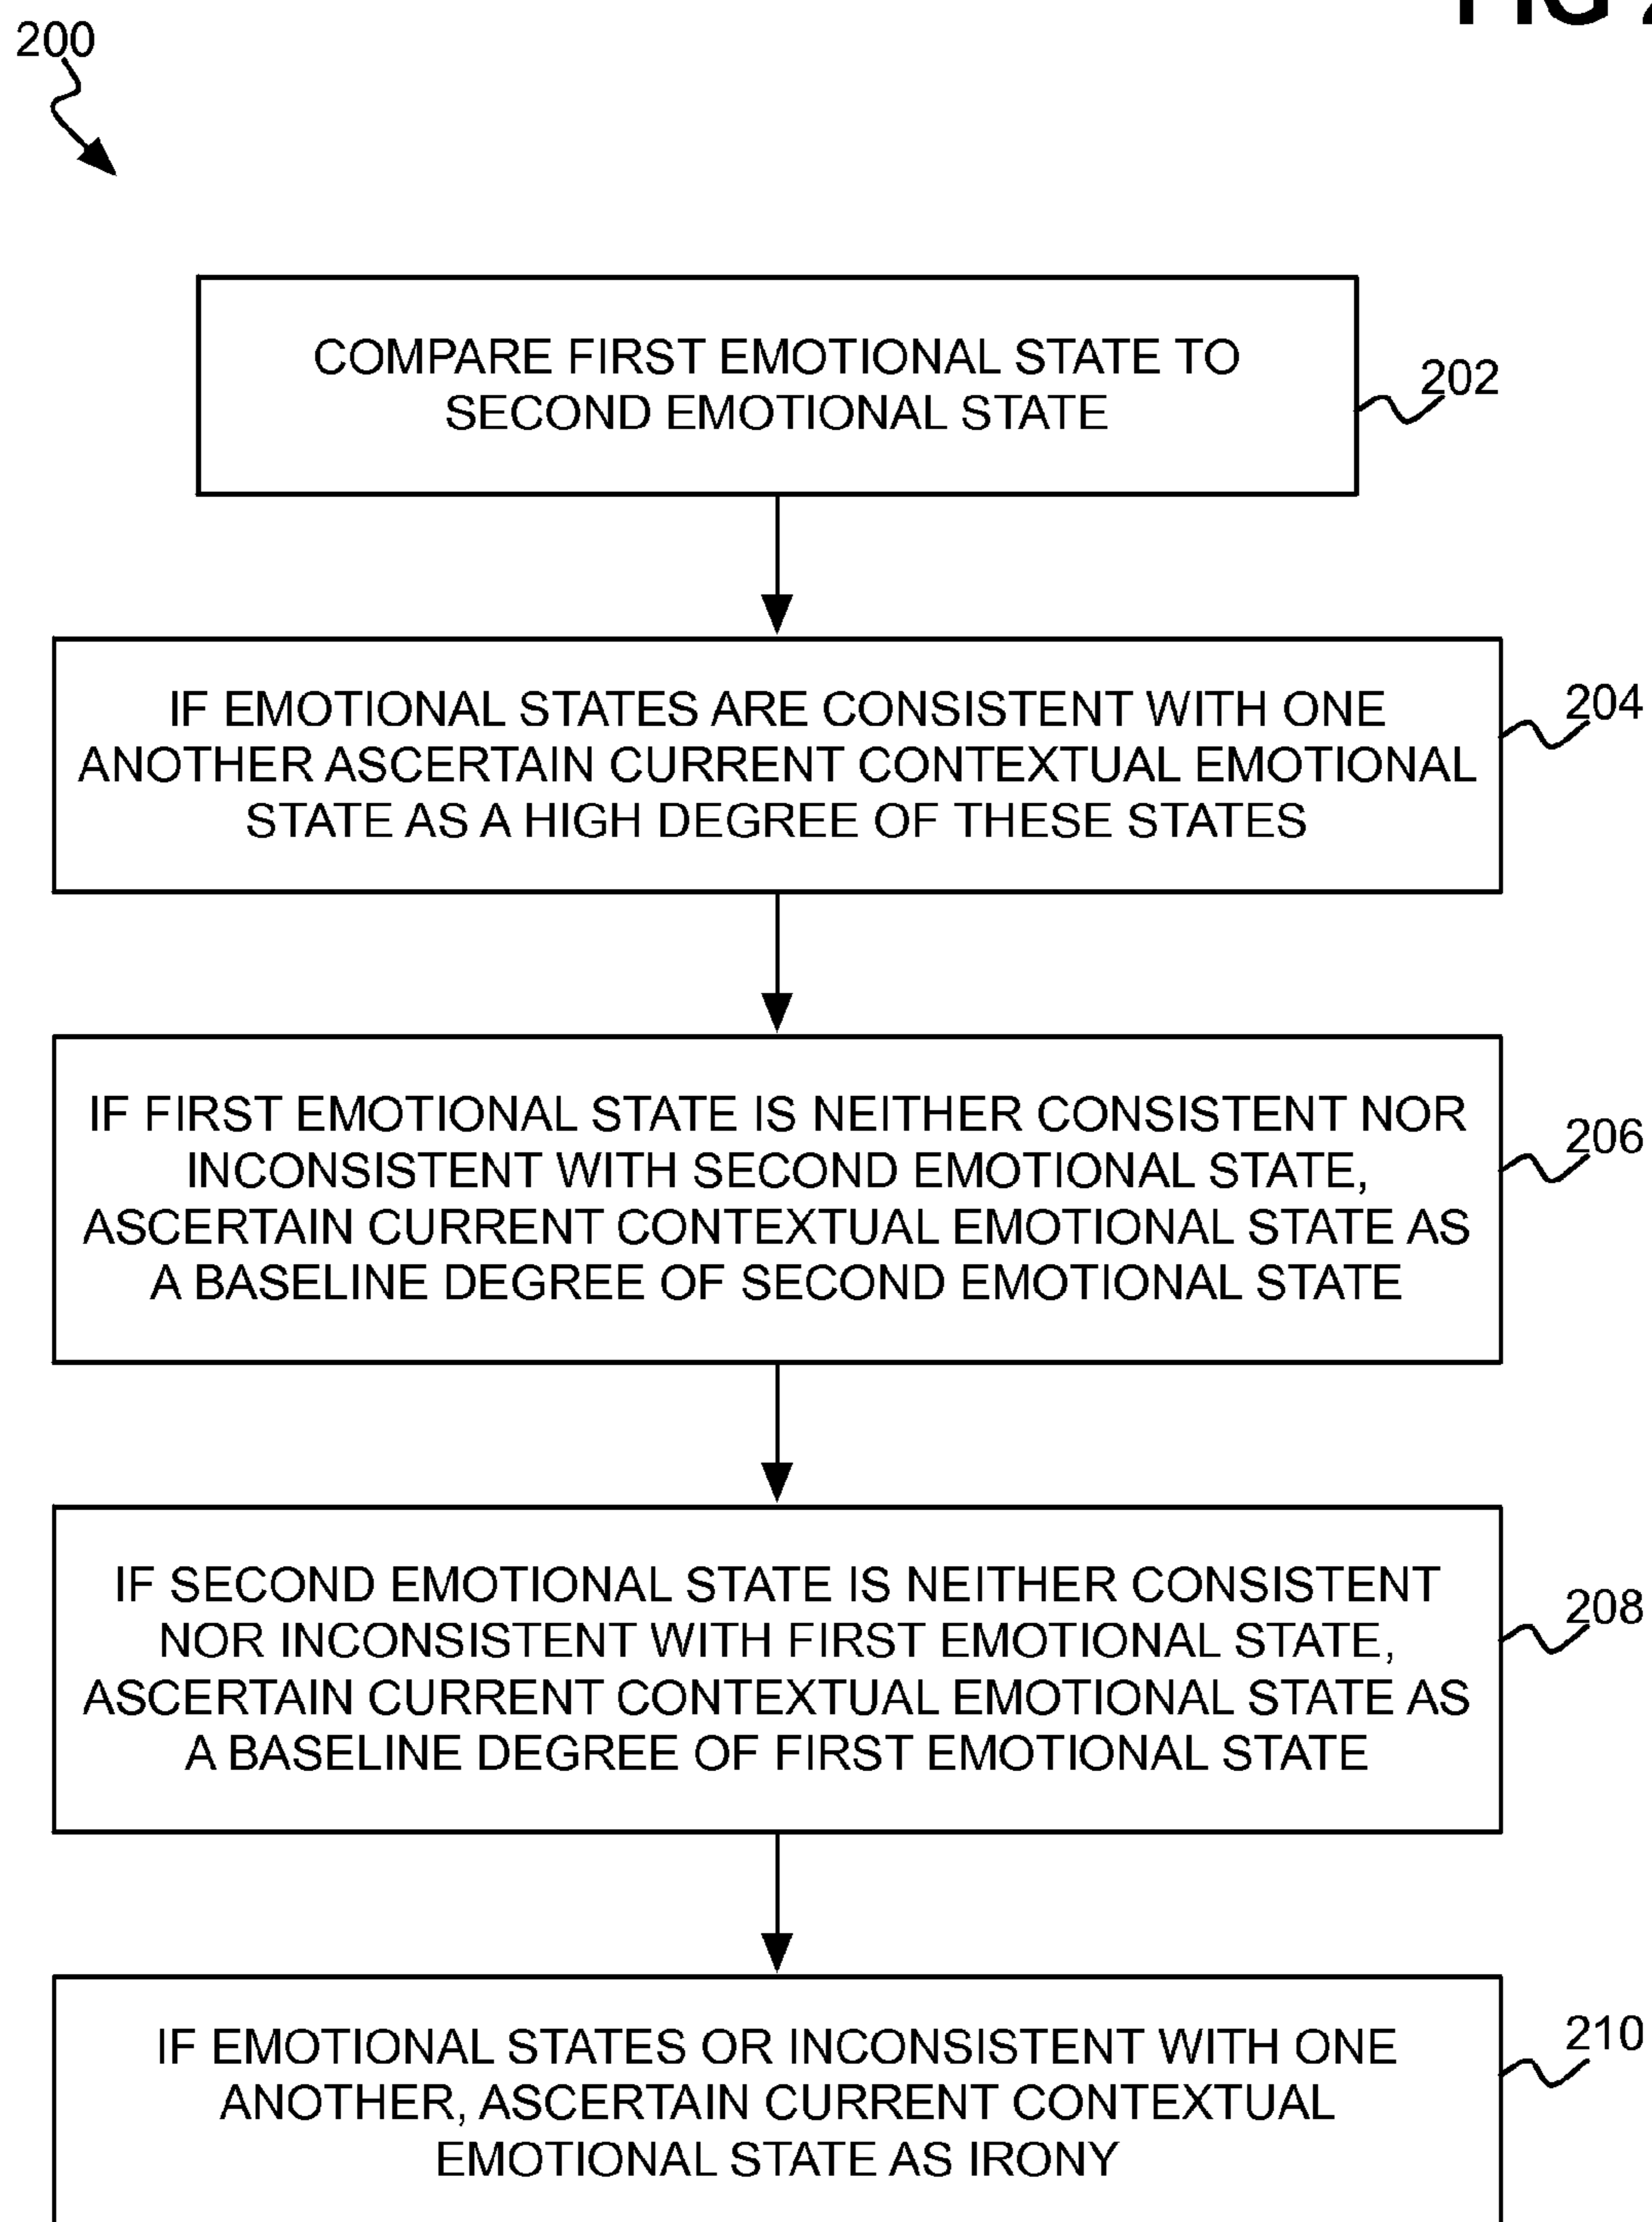 FIG 2
200
COMPARE FIRST EMOTIONAL STATE TO
SECOND EMOTIONAL STATE
202
IF EMOTIONAL STATES ARE CONSISTENT WITH ONE
ANOTHER ASCERTAIN CURRENT CONTEXTUAL EMOTIONAL
STATE AS A HIGH DEGREE OF THESE STATES
204
IF FIRST EMOTIONAL STATE IS NEITHER CONSISTENT NOR
INCONSISTENT WITH SECOND EMOTIONAL STATE,
ASCERTAIN CURRENT CONTEXTUAL EMOTIONAL STATE AS
A BASELINE DEGREE OF SECOND EMOTIONAL STATE
206
IF SECOND EMOTIONAL STATE IS NEITHER CONSISTENT
NOR INCONSISTENT WITH FIRST EMOTIONAL STATE,
ASCERTAIN CURRENT CONTEXTUAL EMOTIONAL STATE AS
A BASELINE DEGREE OF FIRST EMOTIONAL STATE
208
IF EMOTIONAL STATES OR INCONSISTENT WITH ONE
ANOTHER, ASCERTAIN CURRENT CONTEXTUAL
EMOTIONAL STATE AS IRONY
210